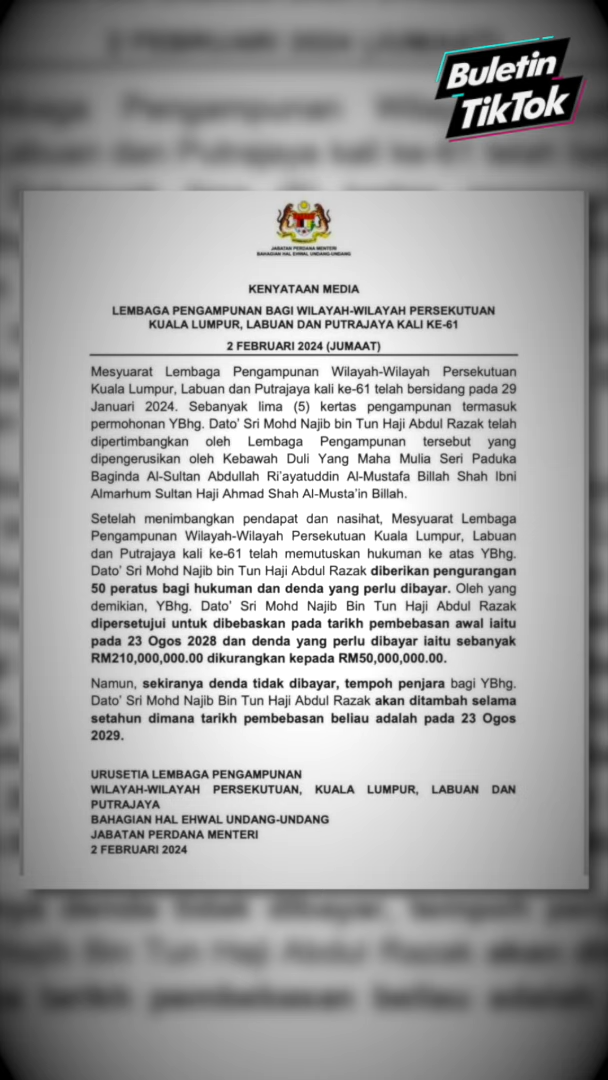 Buletin
TikTok
JABATAN PERDANA MENTERI
BAHAGIAN HAL EHWAL UNDANG-UNDANG
KENYATAAN MEDIA
LEMBAGA PENGAMPUNAN BAGI WILAYAH-WILAYAH PERSEKUTUAN
KUALA LUMPUR, LABUAN DAN PUTRAJAYA KALI KE-61
2 FEBRUARI 2024 (JUMAAT)
Mesyuarat Lembaga Pengampunan Wilayah-Wilayah Persekutuan
Kuala Lumpur, Labuan dan Putrajaya kali ke-61 telah bersidang pada 29
Januari 2024. Sebanyak lima (5) kertas pengampunan termasuk
permohonan YBhg. Dato' Sri Mohd Najib bin Tun Haji Abdul Razak telah
dipertimbangkan oleh Lembaga Pengampunan tersebut yang
dipengerusikan oleh Kebawah Duli Yang Maha Mulia Seri Paduka
Baginda Al-Sultan Abdullah Ri'ayatuddin Al-Mustafa Billah Shah Ibni
Almarhum Sultan Haji Ahmad Shah Al-Musta'in Billah.
Setelah menimbangkan pendapat dan nasihat, Mesyuarat Lembaga
Pengampunan Wilayah-Wilayah Persekutuan Kuala Lumpur, Labuan
dan Putrajaya kali ke-61 telah memutuskan hukuman ke atas YBhg.
Dato' Sri Mohd Najib bin Tun Haji Abdul Razak diberikan pengurangan
50 peratus bagi hukuman dan denda yang perlu dibayar. Oleh yang
demikian, YBhg. Dato' Sri Mohd Najib Bin Tun Haji Abdul Razak
dipersetujui untuk dibebaskan pada tarikh pembebasan awal iaitu
pada 23 Ogos 2028 dan denda yang perlu dibayar iaitu sebanyak
RM210,000,000.00 dikurangkan kepada RM50,000,000.00.
Namun, sekiranya denda tidak dibayar, tempoh penjara bagi YBhg.
Dato' Sri Mohd Najib Bin Tun Haji Abdul Razak akan ditambah selama
setahun dimana tarikh pembebasan beliau adalah pada 23 Ogos
2029.
URUSETIA LEMBAGA PENGAMPUNAN
WILAYAH-WILAYAH PERSEKUTUAN, KUALA LUMPUR, LABUAN DAN
PUTRAJAYA
BAHAGIAN HAL EHWAL UNDANG-UNDANG
JABATAN PERDANA MENTERI
2 FEBRUARI 2024